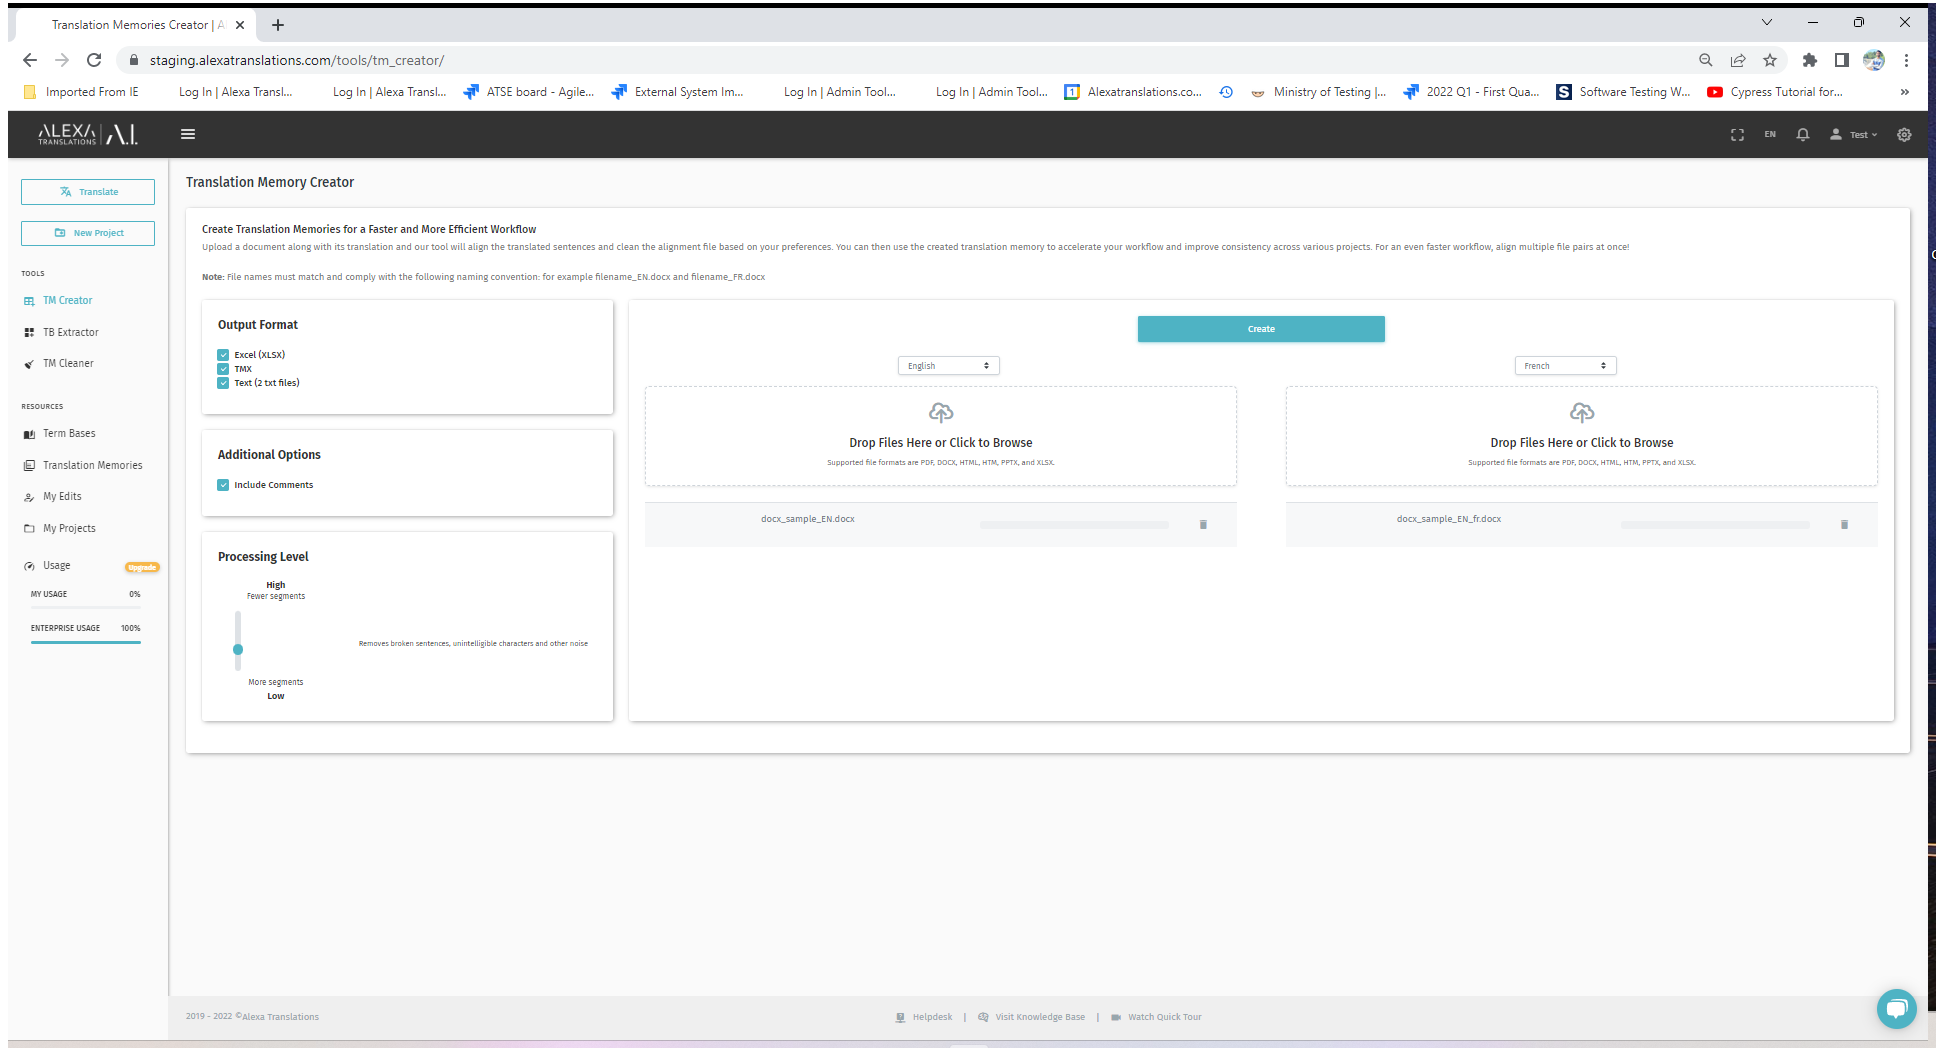 Translation Memories Creator | A
staging.alexatranslations.com/tools/tm_creator/
Imported From IE
Log In | Alexa Transl...
Log In | Alexa Transl...
ATSE board - Agile...
External System Im...
Log In | Admin Tool...
Log In | Admin Tool...
1
Alexatranslations.co...
Ministry of Testing |...
2022 Q1 - First Qua...
S
Software Testing W...
Cypress Tutorial for...
»
ALEXA TRANSLATIONS | A.I.
EN
Test
Translate
New Project
TOOLS
TM Creator
TB Extractor
TM Cleaner
RESOURCES
Term Bases
Translation Memories
My Edits
My Projects
Usage
Upgrade
MY USAGE 0%
ENTERPRISE USAGE 100%
Translation Memory Creator
Create Translation Memories for a Faster and More Efficient Workflow
Upload a document along with its translation and our tool will align the translated sentences and clean the alignment file based on your preferences. You can then use the created translation memory to accelerate your workflow and improve consistency across various projects. For an even faster workflow, align multiple file pairs at once!
Note: File names must match and comply with the following naming convention: for example filename_EN.docx and filename_FR.docx
Output Format
Excel (XLSX)
TMX
Text (2 txt files)
Additional Options
Include Comments
Processing Level
High
Fewer segments
Removes broken sentences, unintelligible characters and other noise
More segments
Low
Create
English
Drop Files Here or Click to Browse
Supported file formats are PDF, DOCX, HTML, HTM, PPTX, and XLSX.
docx_sample_EN.docx
French
Drop Files Here or Click to Browse
Supported file formats are PDF, DOCX, HTML, HTM, PPTX, and XLSX.
docx_sample_EN_fr.docx
2019 - 2022 ©Alexa Translations
Helpdesk | Visit Knowledge Base | Watch Quick Tour